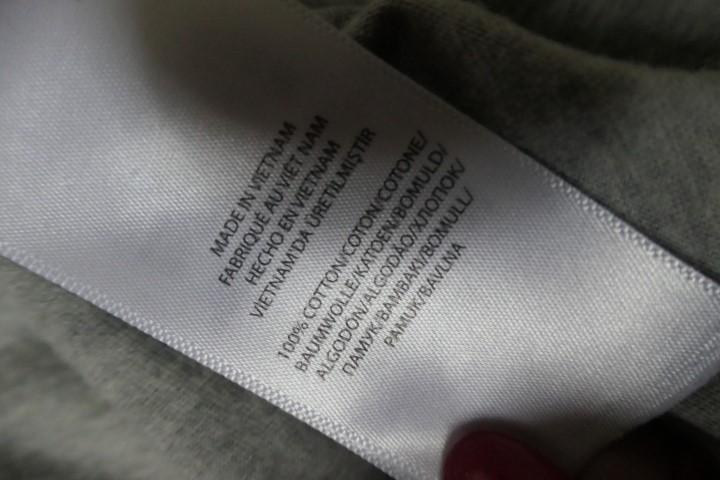 MADE IN VIETNAM
FABRIQUÉ AU VIET NAM
HECHO EN VIETNAM
VIETNAM'DA ÜRETILMIŞTIR
100% COTTON/COTON/COTONE/
BAUMWOLLE/KATOEN/BOMULD/
ALGODÓN/ALGODÃO/ХЛОПОК/
ПАМУК/BAMBAKI/BOMULL/
PAMUK/BAVLNA